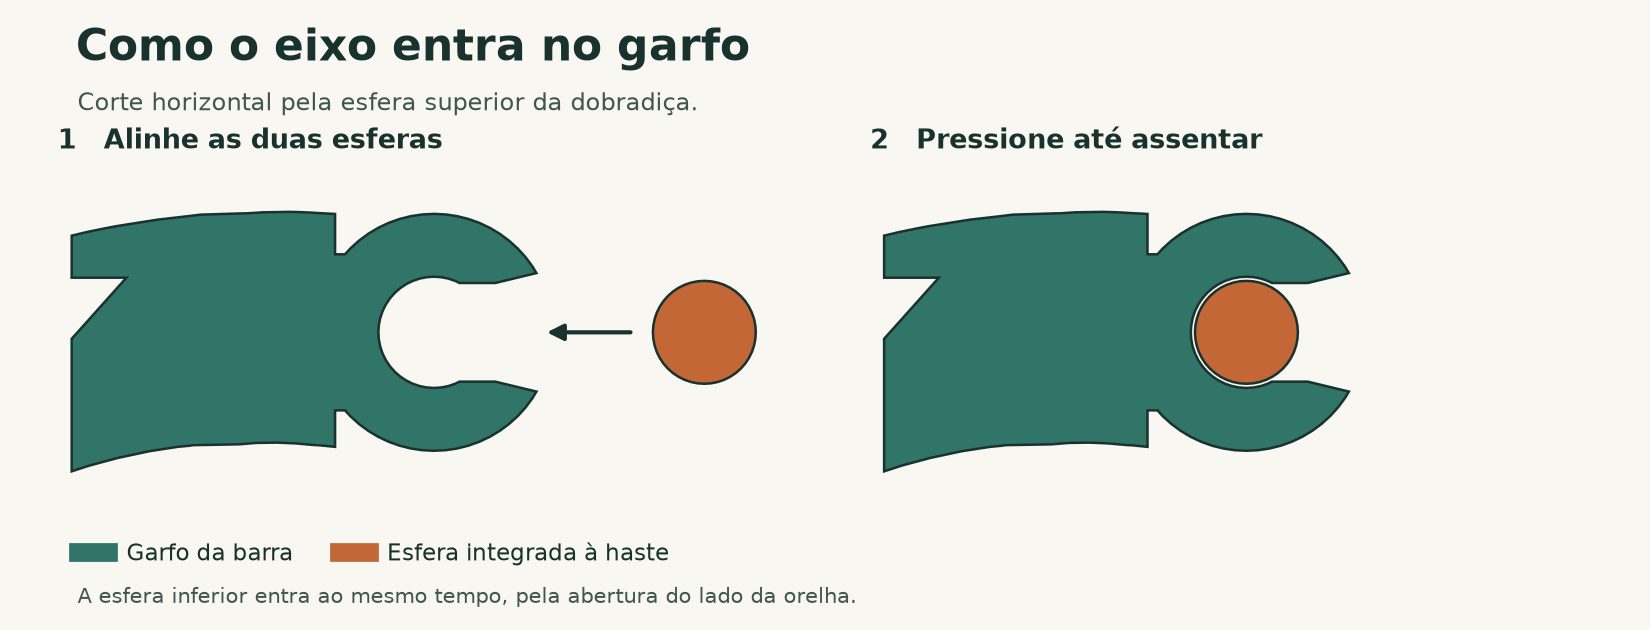 Como o eixo entra no garfo
Corte horizontal pela esfera superior da dobradiça.
1 Alinhe as duas esferas
2 Pressione até assentar
Garfo da barra
Esfera integrada à haste
A esfera inferior entra ao mesmo tempo, pela abertura do lado da orelha.